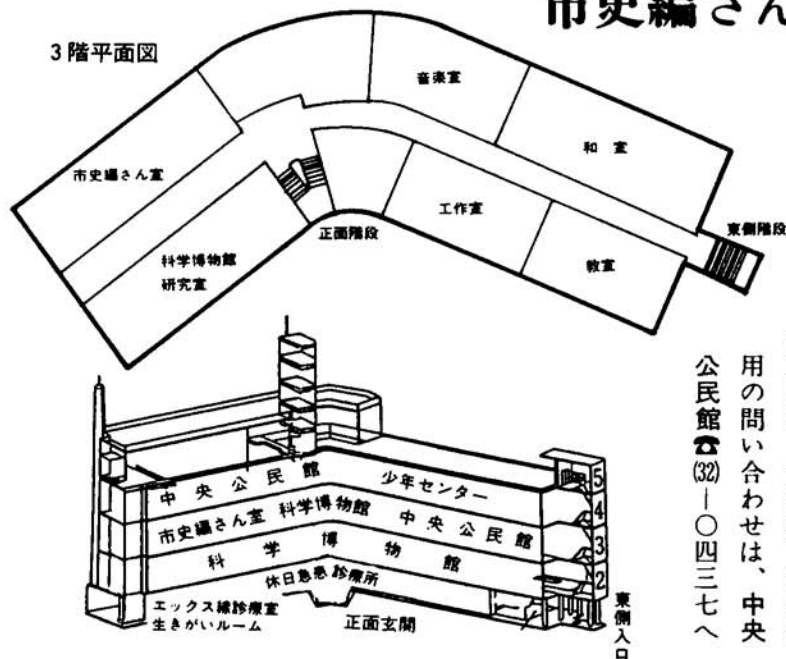 市史編さん
3階平面図
音楽室
和室
市史編さん室
工作室
正面階段
東側階段
科学博物館
研究室
教室
用の問い合わせは、中央
公民館☎(32)―〇四三七へ
中央公民館 少年センター
市史編さん室 科学博物館 中央公民館
科学博物館
休日急患診療所
5
4
3
2
エックス線診療室
生きがいルーム
正面玄関
東側入口